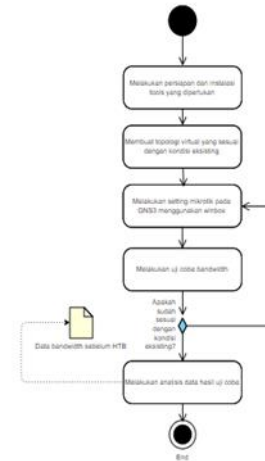 Melakukan persiapan dan instalasi
tools yang diperlukan
Membuat topologi virtual yang sesuai
dengan kondisi eksisting
Melakukan setting mikrotik pada
GNS3 menggunakan winbox
Melakukan uji coba bandwidth
Apakah
sudah
sesuai
dengan
kondisi
eksisting?
Data bandwidth sebelum HTB
Melakukan analisis data hasil uji coba
End